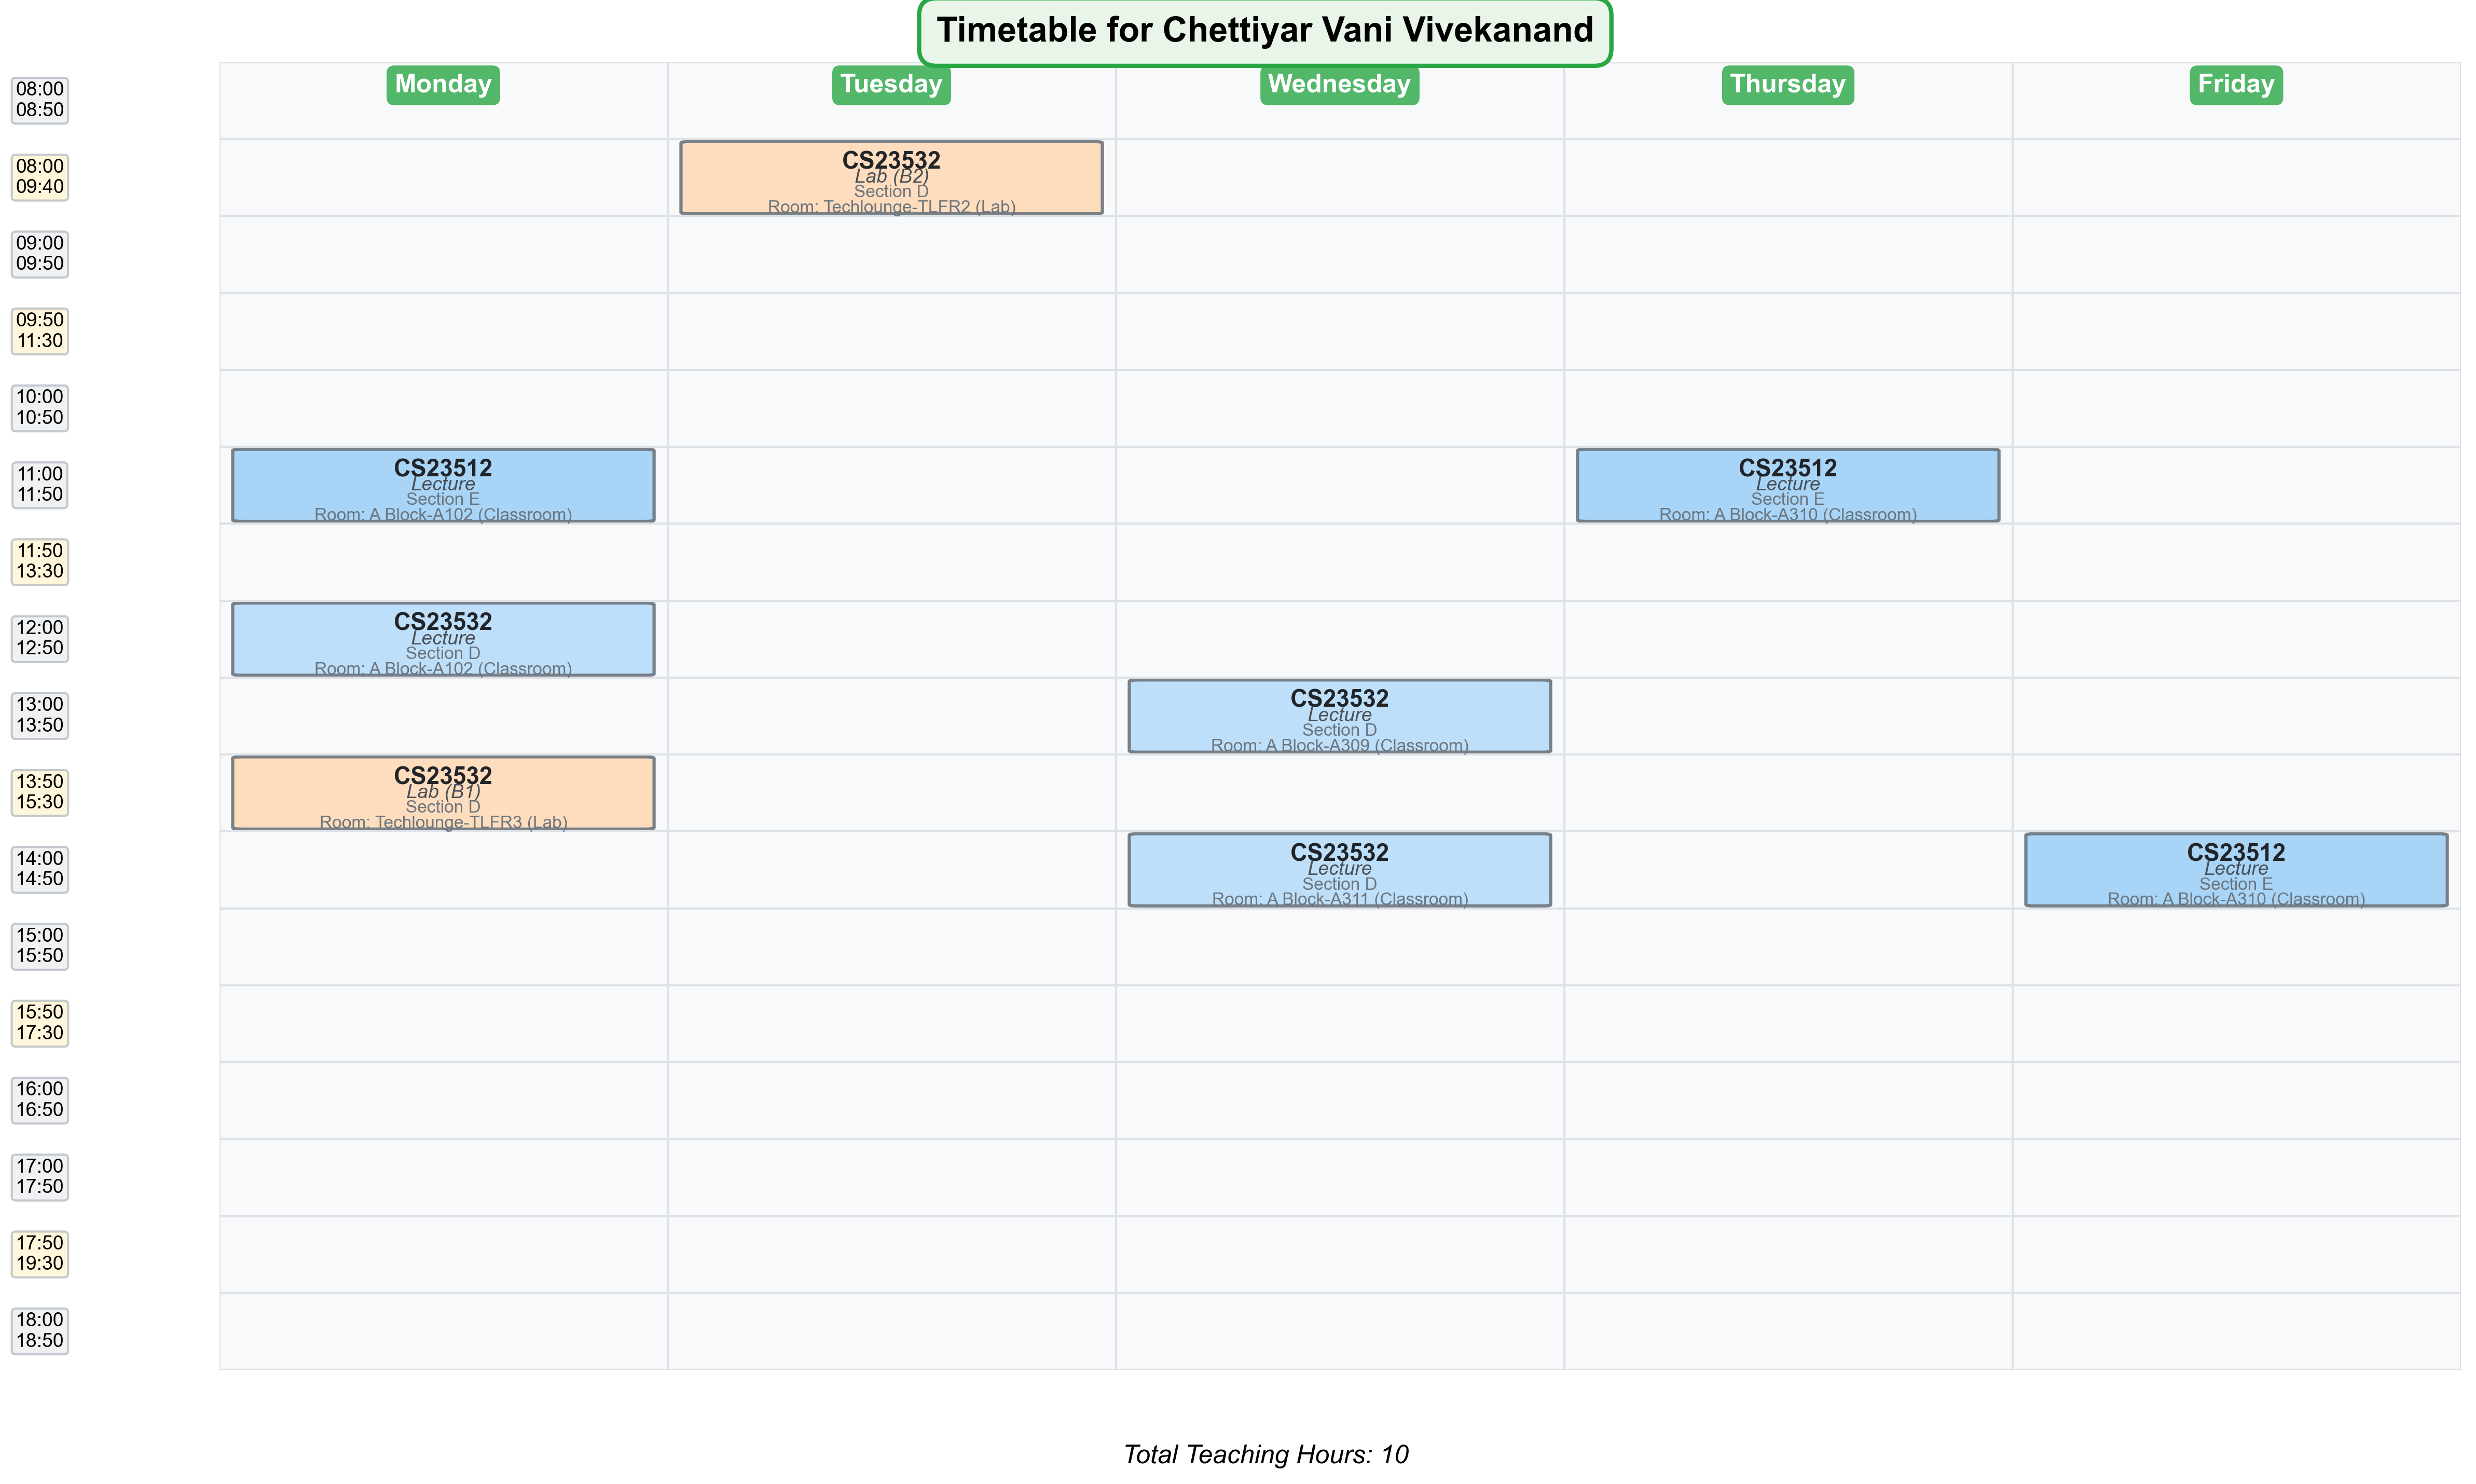 Timetable for Chettiyar Vani Vivekanand
Monday
Tuesday
Wednesday
Thursday
Friday
08:00
08:50
08:00
09:40
CS23532
Lab (B2)
Section D
Room: Techlounge-TLFR2 (Lab)
09:00
09:50
09:50
11:30
10:00
10:50
11:00
11:50
CS23512
Lecture
Section E
Room: A Block-A102 (Classroom)
CS23512
Lecture
Section E
Room: A Block-A310 (Classroom)
11:50
13:30
12:00
12:50
CS23532
Lecture
Section D
Room: A Block-A102 (Classroom)
13:00
13:50
CS23532
Lecture
Section D
Room: A Block-A309 (Classroom)
13:50
15:30
CS23532
Lab (B1)
Section D
Room: Techlounge-TLFR3 (Lab)
14:00
14:50
CS23532
Lecture
Section D
Room: A Block-A311 (Classroom)
CS23512
Lecture
Section E
Room: A Block-A310 (Classroom)
15:00
15:50
15:50
17:30
16:00
16:50
17:00
17:50
17:50
19:30
18:00
18:50
Total Teaching Hours: 10